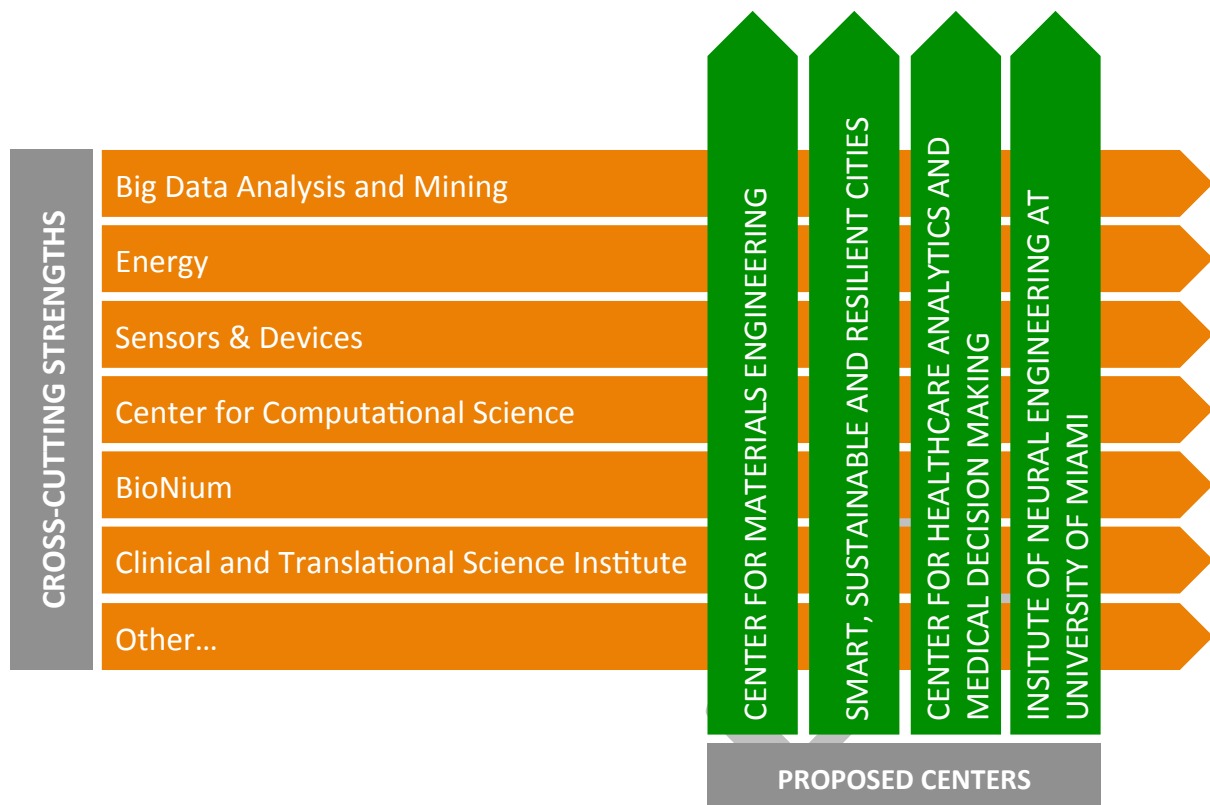 CROSS-CUTTING STRENGTHS
Big Data Analysis and Mining
Energy
Sensors & Devices
Center for Computational Science
BioNium
Clinical and Translational Science Institute
Other...
CENTER FOR MATERIALS ENGINEERING
SMART, SUSTAINABLE AND RESILIENT CITIES
CENTER FOR HEALTHCARE ANALYTICS AND
MEDICAL DECISION MAKING
INSITUTE OF NEURAL ENGINEERING AT
UNIVERSITY OF MIAMI
PROPOSED CENTERS